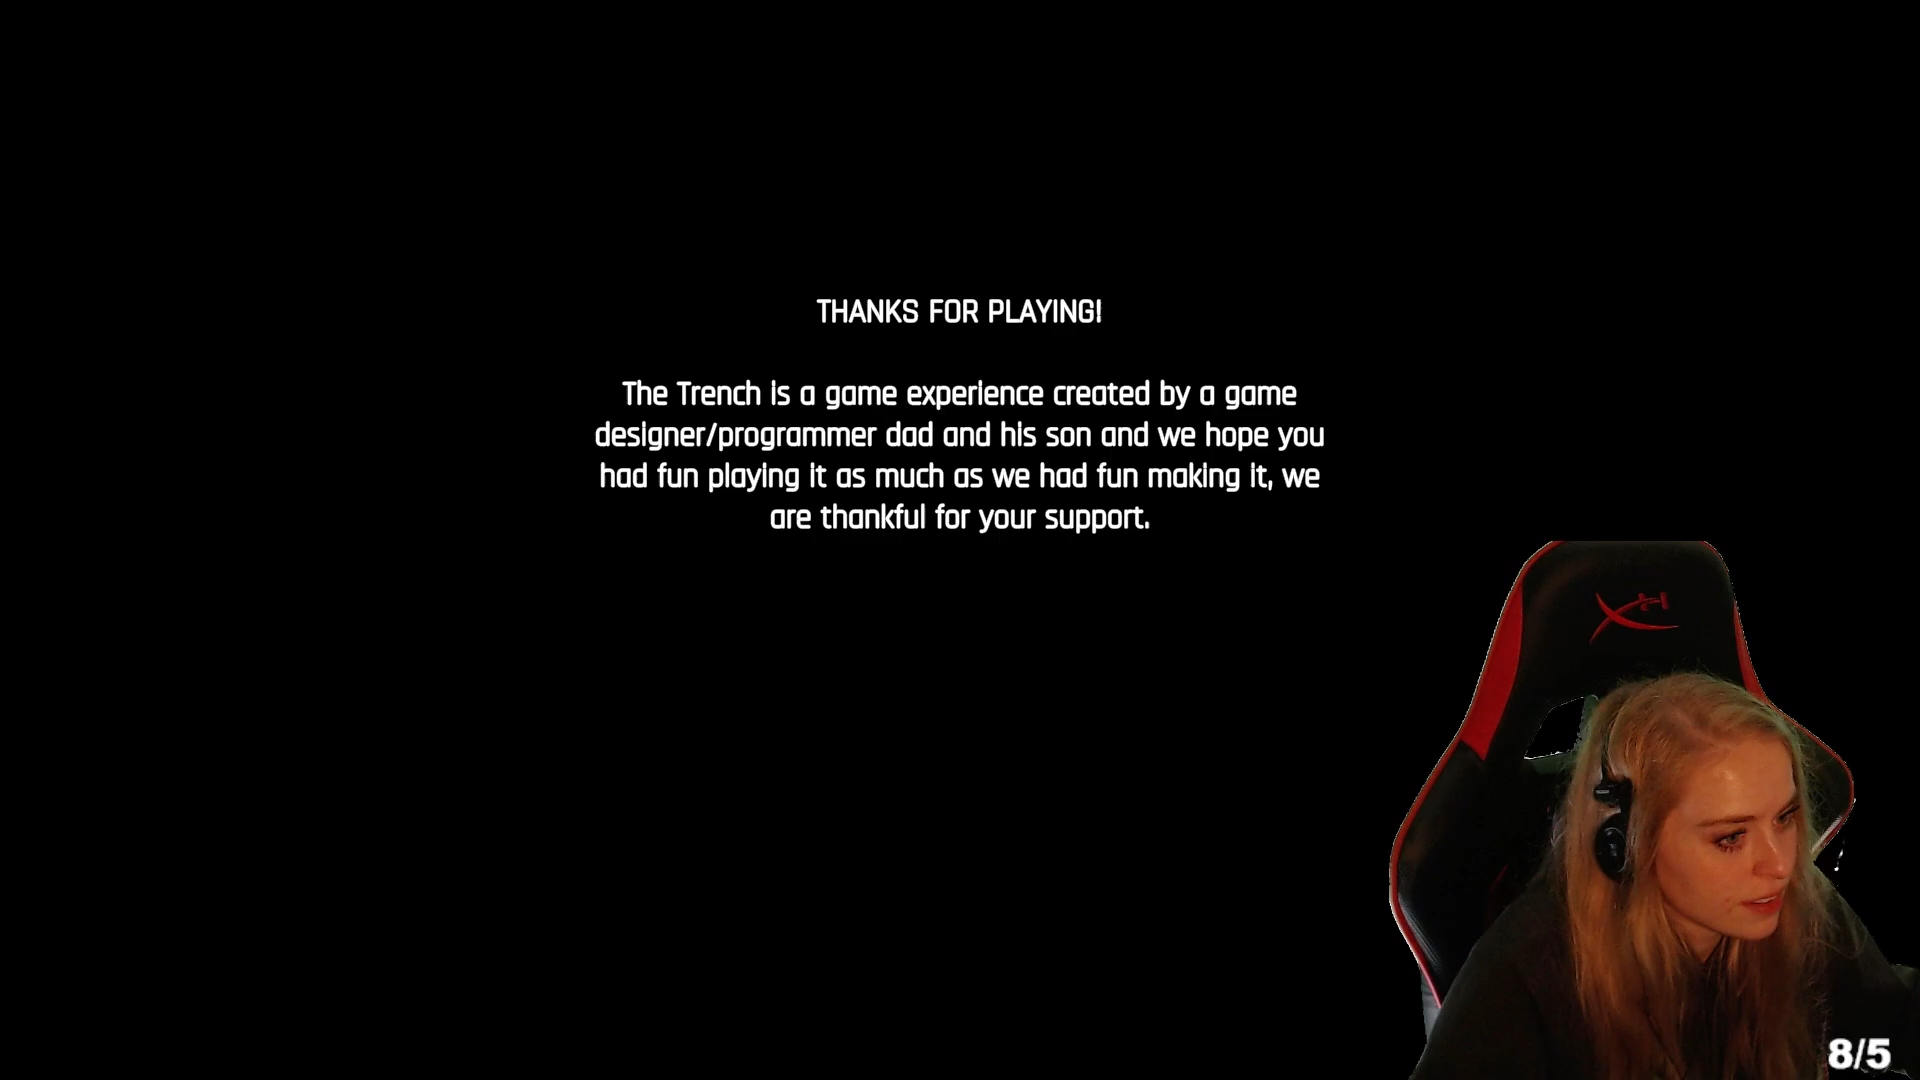 THANKS FOR PLAYING!
The Trench is a game experience created by a game
designer/programmer dad and his son and we hope you
had fun playing it as much as we had fun making it, we
are thankful for your support.
8/5